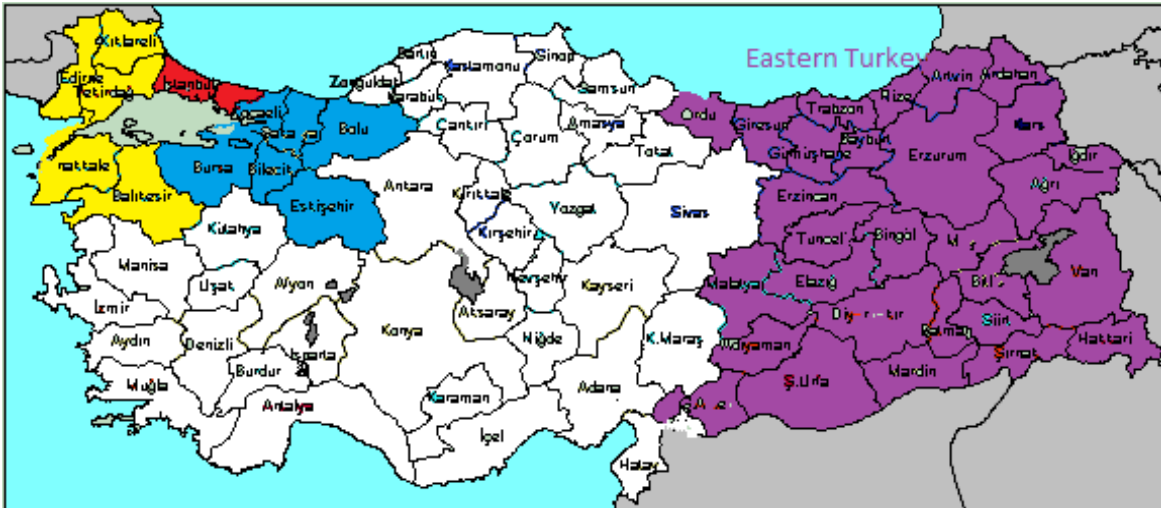 Kırklareli
Bartın
Sinop
Eastern Turkey
Artvin
Ardahan
Edirne
Tekirdağ
İstanbul
Zonguldak
Kastamonu
Karabük
Samsun
Rize
Trabzon
Ordu
Giresun
Kars
Kocaeli
Sakarya
Bolu
Çankırı
Çorum
Amasya
Tokat
Gümüşhane
Bayburt
Erzurum
Iğdır
nakkale
Bursa
Bilecik
Ankara
Kırıkkale
Ağrı
Balıkesir
Eskişehir
Yozgat
Sivas
Erzincan
Kütahya
Kırşehir
Tunceli
Bingöl
M
Manisa
Uşak
Afyon
Nevşehir
Kayseri
Malatya
Elazığ
Van
İzmir
Konya
Aksaray
Siirt
Aydın
Denizli
Niğde
K.Maraş
Adıyaman
Batman
Hakkari
Isparta
Burdur
Mardin
Şırnak
Muğla
Karaman
Adana
Ş.Urfa
Antalya
İçel
Hatay